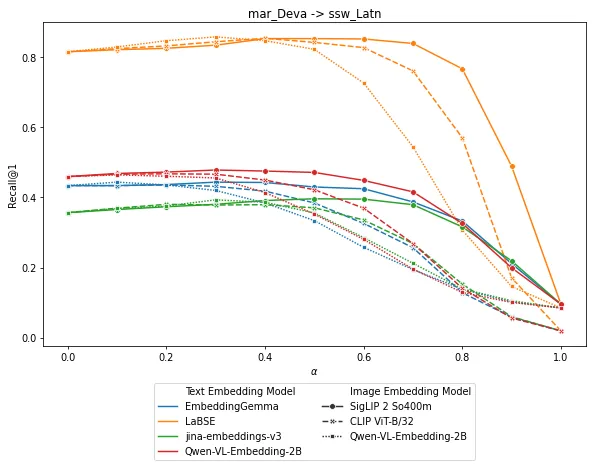 mar_Deva -> ssw_Latn
Recall@1
0.8
0.6
0.4
0.2
0.0
0.0 0.2 0.4 0.6 0.8 1.0
α
Text Embedding Model Image Embedding Model
EmbeddingGemma SigLIP 2 So400m
LaBSE CLIP ViT-B/32
jina-embeddings-v3 Qwen-VL-Embedding-2B
Qwen-VL-Embedding-2B